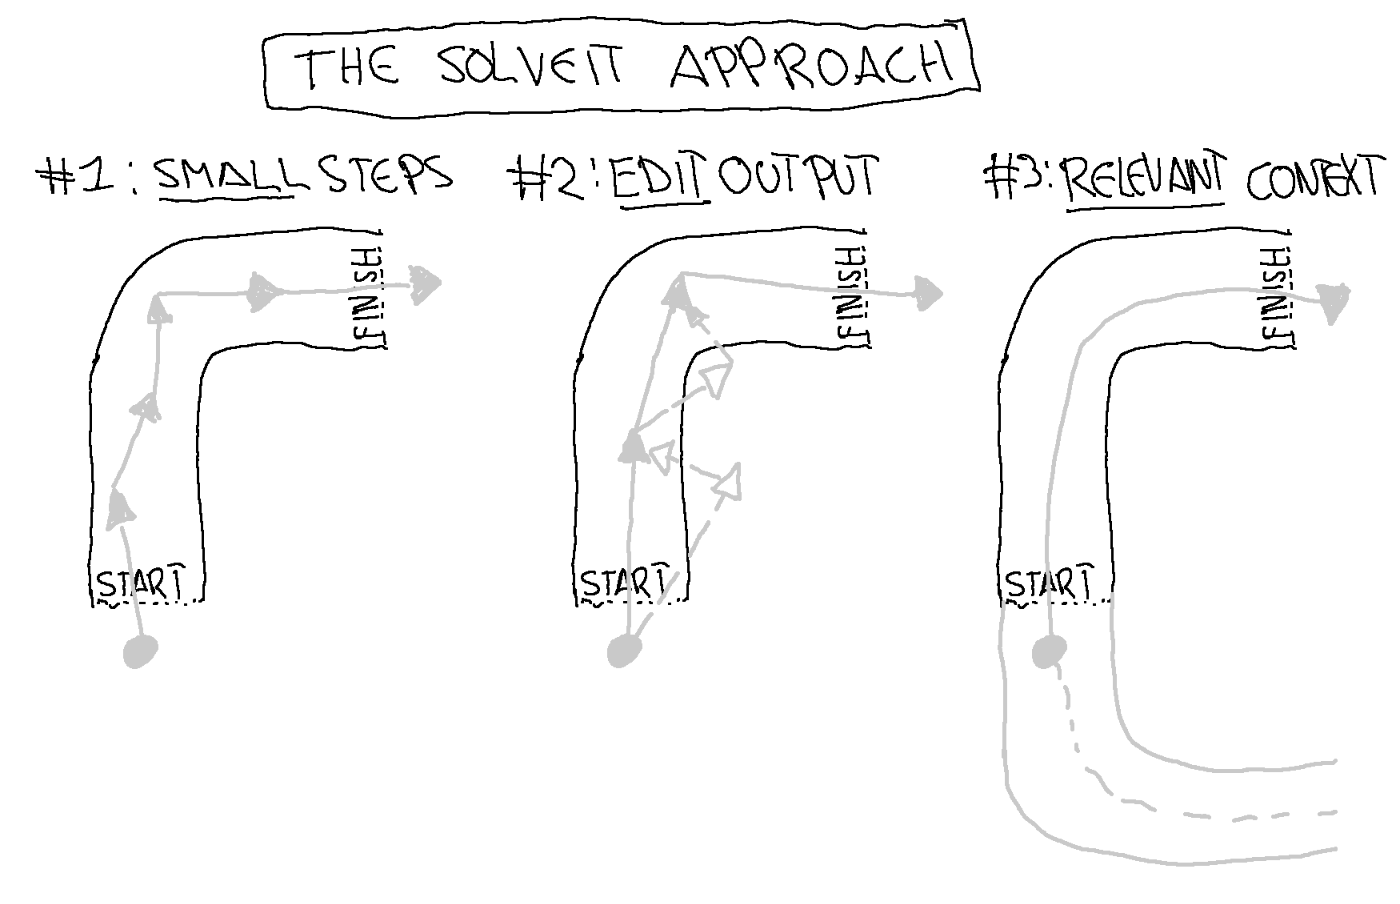 THE SOLVEIT APPROACH
#1: SMALL STEPS
#2: EDIT OUTPUT
#3: RELEVANT CONTEXT
FINISH
FINISH
FINISH
START
START
START